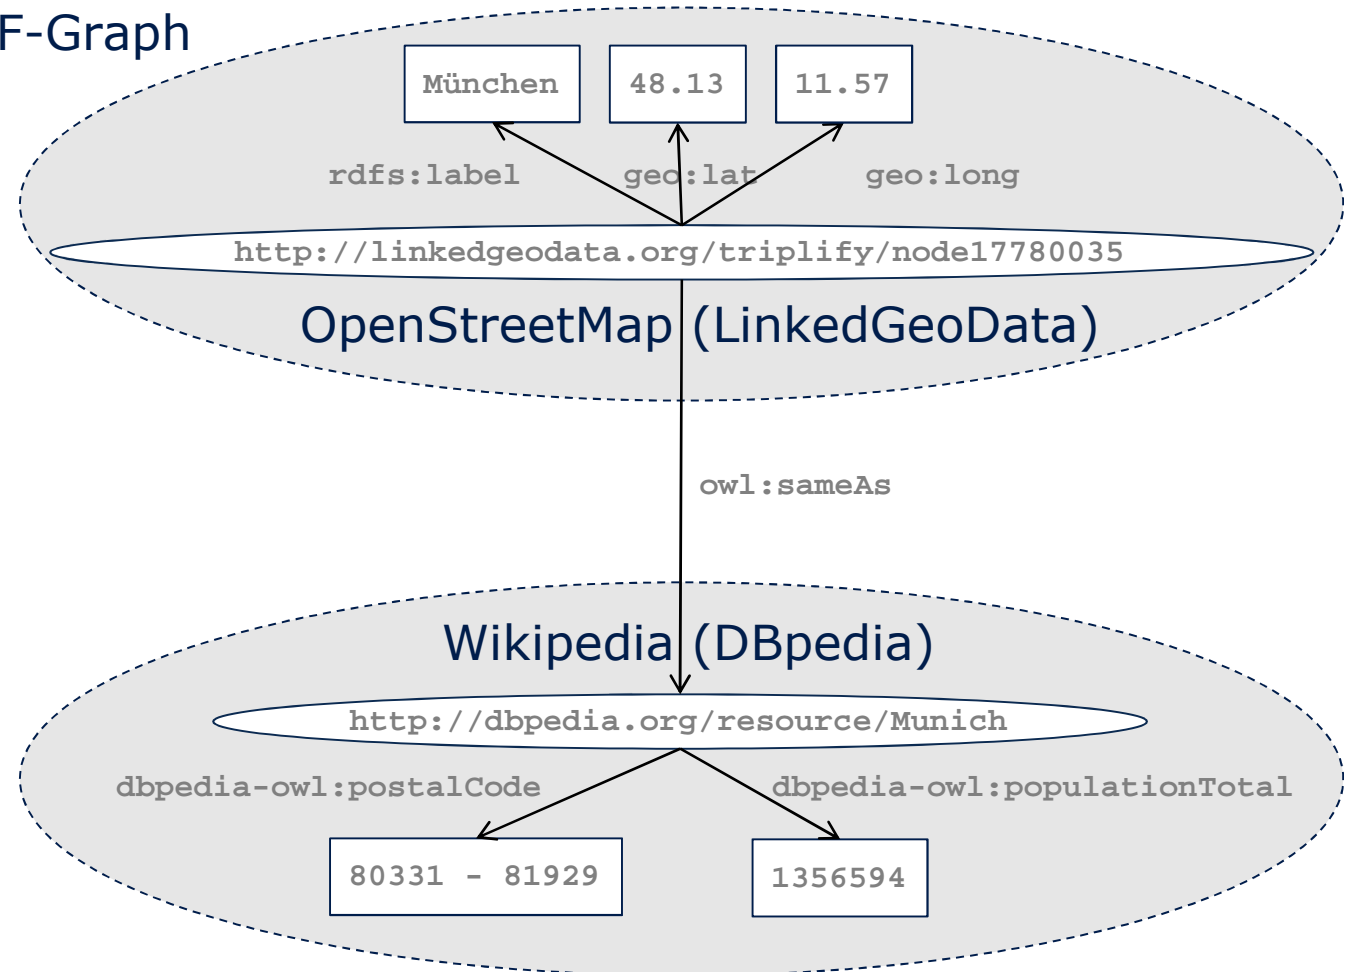 F-Graph
München 48.13 11.57
rdfs:label geo:lat geo:long
http://linkedgeodata.org/triplify/node17780035
OpenStreetMap (LinkedGeoData)
owl:sameAs
Wikipedia (DBpedia)
http://dbpedia.org/resource/Munich
dbpedia-owl:postalCode dbpedia-owl:populationTotal
80331 - 81929 1356594